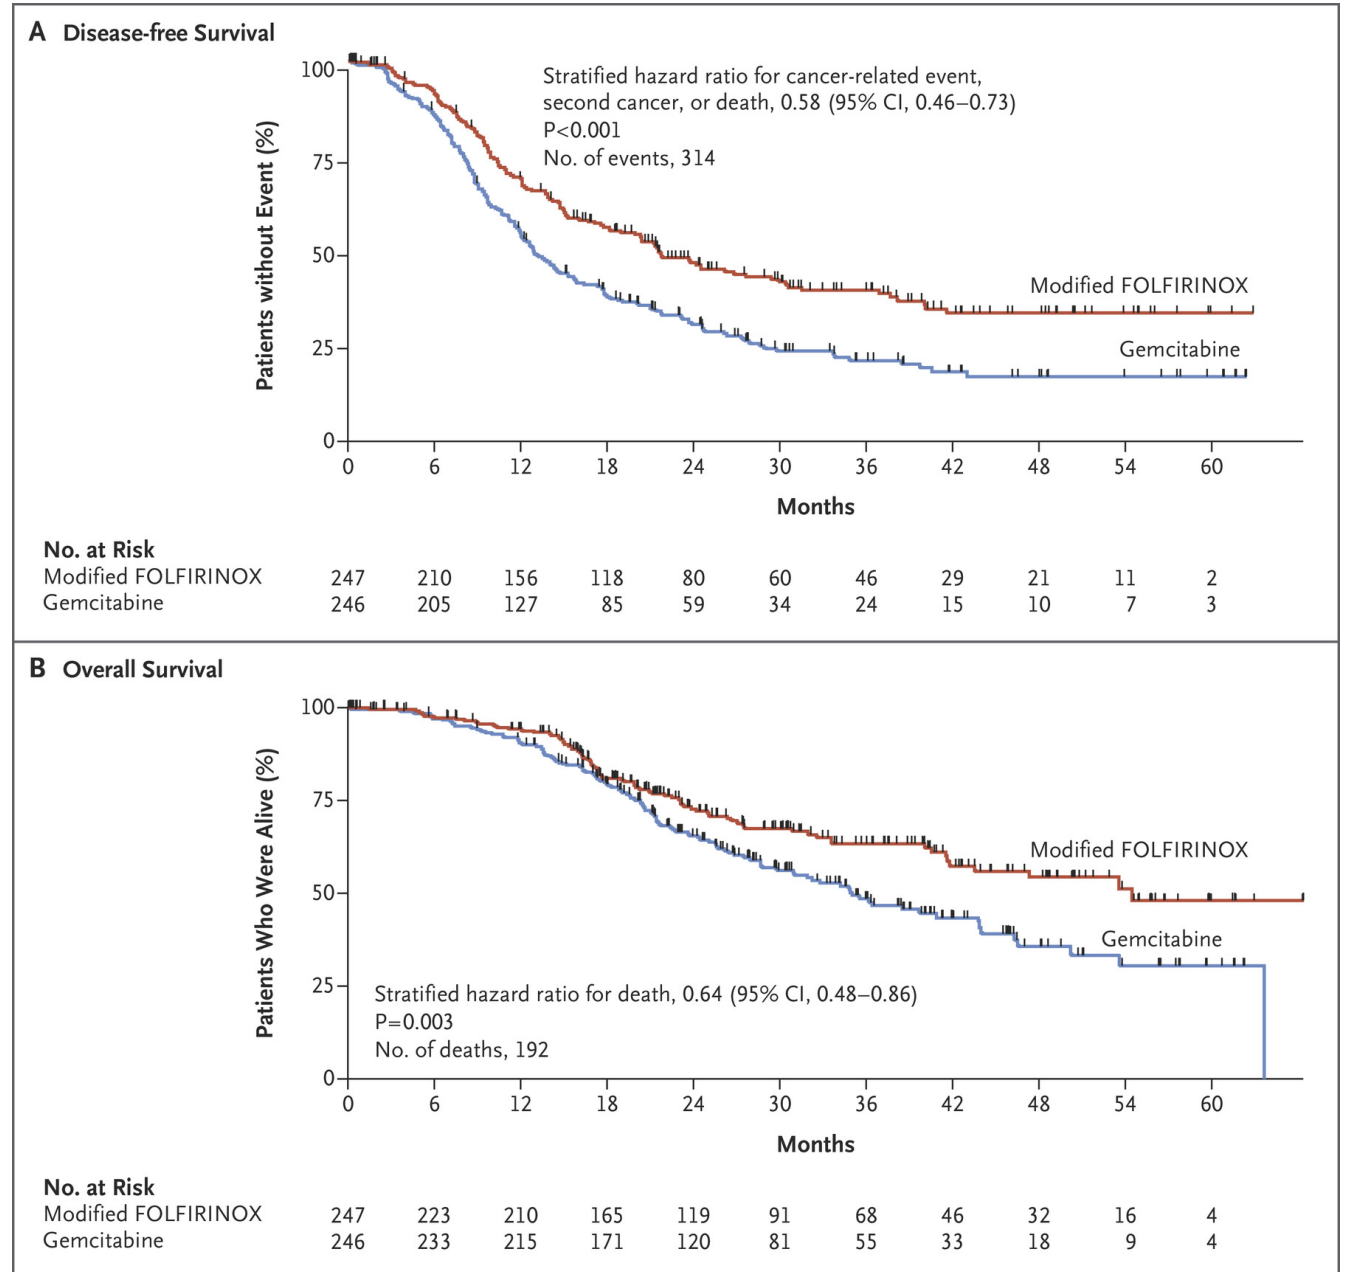 A Disease-free Survival
100
75
50
25
0
Patients without Event (%)
Stratified hazard ratio for cancer-related event,
second cancer, or death, 0.58 (95% CI, 0.46–0.73)
P<0.001
No. of events, 314
Modified FOLFIRINOX
Gemcitabine
0 6 12 18 24 30 36 42 48 54 60
Months
No. at Risk
Modified FOLFIRINOX 247 210 156 118 80 60 46 29 21 11 2
Gemcitabine 246 205 127 85 59 34 24 15 10 7 3
B Overall Survival
100
75
50
25
0
Patients Who Were Alive (%)
Modified FOLFIRINOX
Gemcitabine
Stratified hazard ratio for death, 0.64 (95% CI, 0.48–0.86)
P=0.003
No. of deaths, 192
0 6 12 18 24 30 36 42 48 54 60
Months
No. at Risk
Modified FOLFIRINOX 247 223 210 165 119 91 68 46 32 16 4
Gemcitabine 246 233 215 171 120 81 55 33 18 9 4